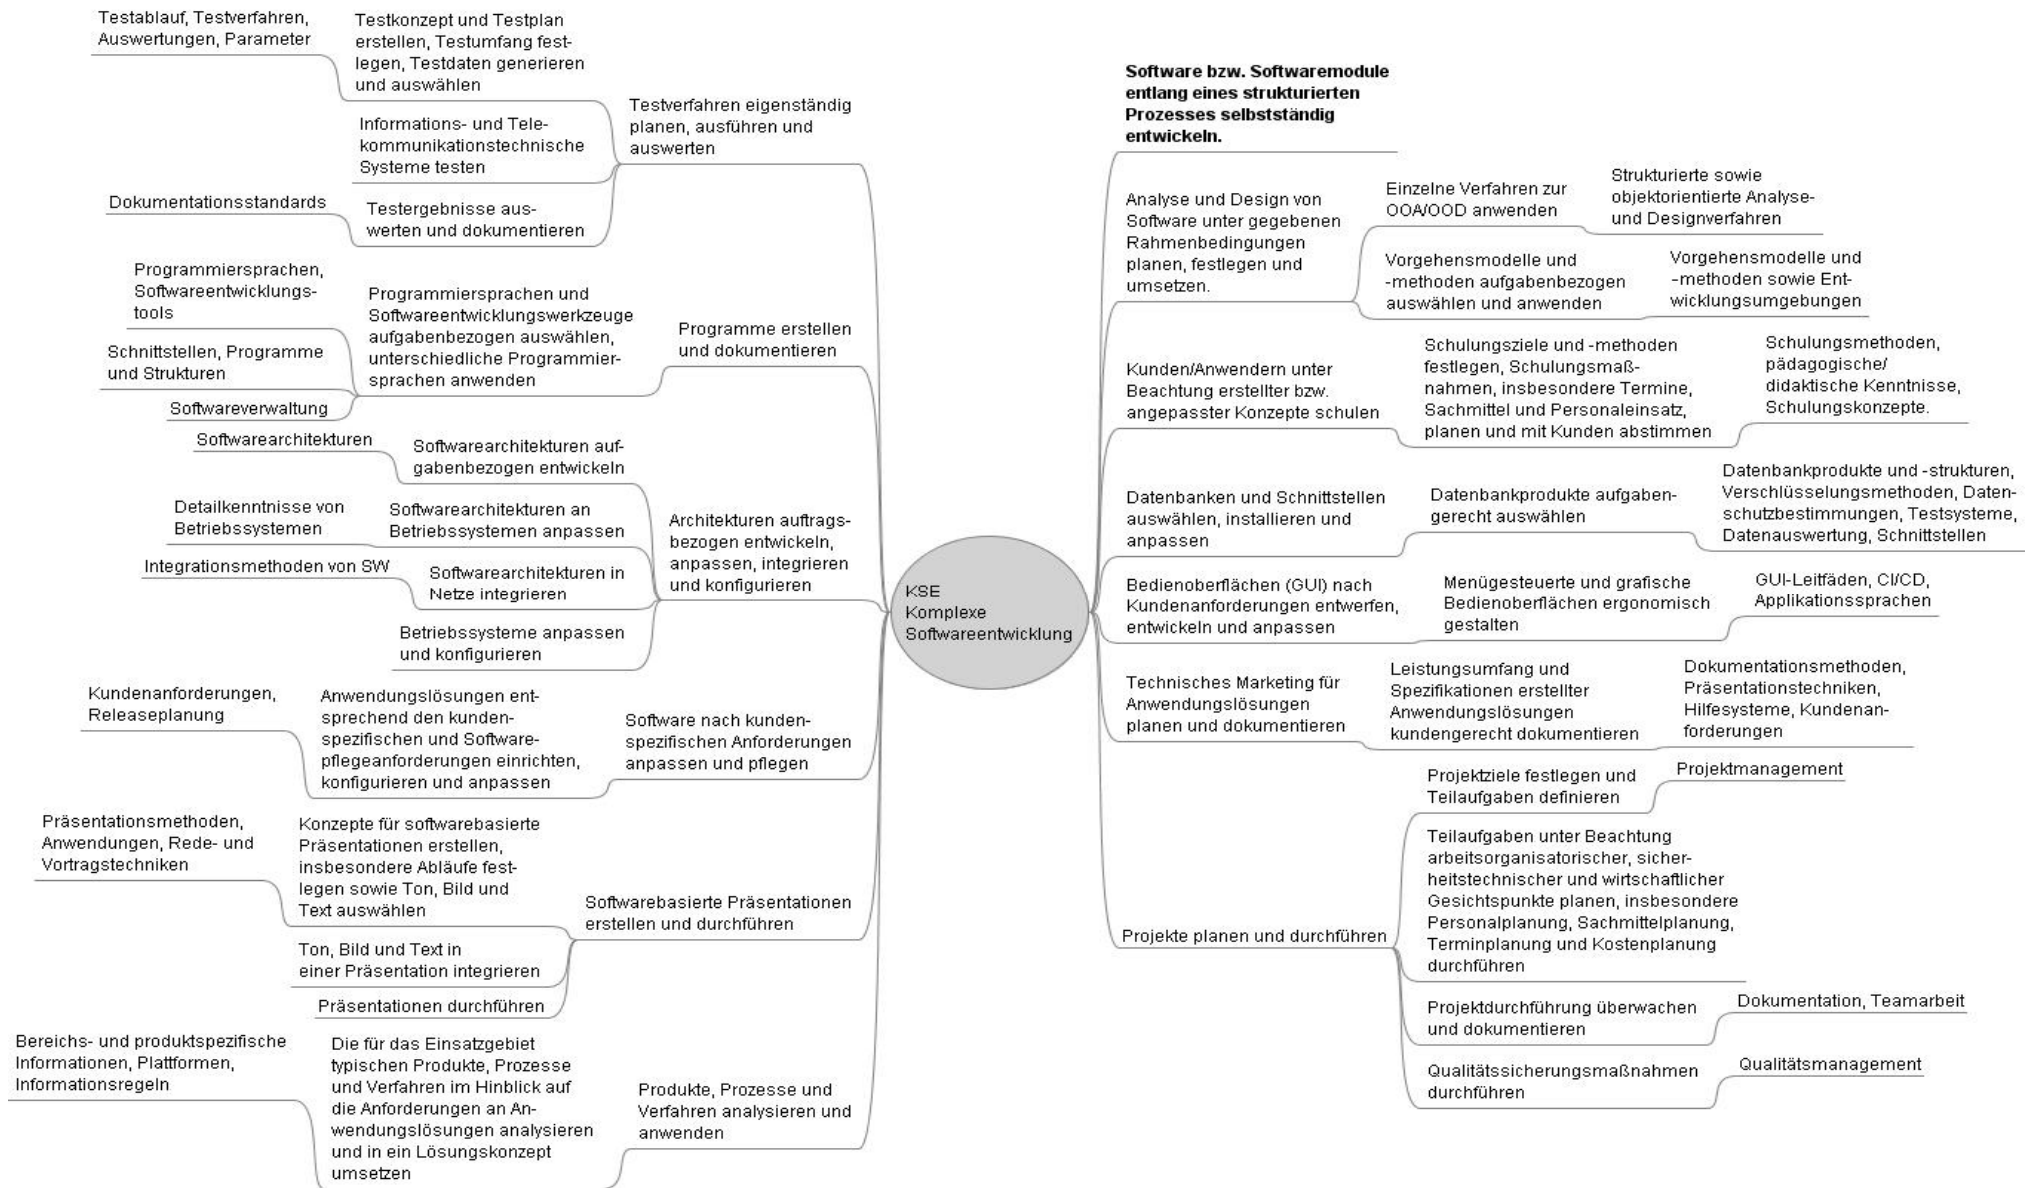 KSE
Komplexe
Softwareentwicklung
Software bzw. Softwaremodule
entlang eines strukturierten
Prozesses selbstständig
entwickeln.
Analyse und Design von
Software unter gegebenen
Rahmenbedingungen
planen, festlegen und
umsetzen.
Einzelne Verfahren zur
OOA/OOD anwenden
Strukturierte sowie
objektorientierte Analyse-
und Designverfahren
Vorgehensmodelle und
-methoden aufgabenbezogen
auswählen und anwenden
Vorgehensmodelle und
-methoden sowie Ent-
wicklungsumgebungen
Kunden/Anwendern unter
Beachtung erstellter bzw.
angepasster Konzepte schulen
Schulungsziele und -methoden
festlegen, Schulungsmaß-
nahmen, insbesondere Termine,
Sachmittel und Personaleinsatz,
planen und mit Kunden abstimmen
Schulungsmethoden,
pädagogische/
didaktische Kenntnisse,
Schulungskonzepte.
Datenbanken und Schnittstellen
auswählen, installieren und
anpassen
Datenbankprodukte aufgaben-
gerecht auswählen
Datenbankprodukte und -strukturen,
Verschlüsselungsmethoden, Daten-
schutzbestimmungen, Testsysteme,
Datenauswertung, Schnittstellen
Bedienoberflächen (GUI) nach
Kundenanforderungen entwerfen,
entwickeln und anpassen
Menügesteuerte und grafische
Bedienoberflächen ergonomisch
gestalten
GUI-Leitfäden, CI/CD,
Applikationssprachen
Technisches Marketing für
Anwendungslösungen
planen und dokumentieren
Leistungsumfang und
Spezifikationen erstellter
Anwendungslösungen
kundengerecht dokumentieren
Dokumentationsmethoden,
Präsentationstechniken,
Hilfesysteme, Kundenan-
forderungen
Projekte planen und durchführen
Projektziele festlegen und
Teilaufgaben definieren
Projektmanagement
Teilaufgaben unter Beachtung
arbeitsorganisatorischer, sicher-
heitstechnischer und wirtschaftlicher
Gesichtspunkte planen, insbesondere
Personalplanung, Sachmittelplanung,
Terminplanung und Kostenplanung
durchführen
Projektdurchführung überwachen
und dokumentieren
Dokumentation, Teamarbeit
Qualitätssicherungsmaßnahmen
durchführen
Qualitätsmanagement
Testverfahren eigenständig
planen, ausführen und
auswerten
Testkonzept und Testplan
erstellen, Testumfang fest-
legen, Testdaten generieren
und auswählen
Testablauf, Testverfahren,
Auswertungen, Parameter
Informations- und Tele-
kommunikationstechnische
Systeme testen
Testergebnisse aus-
werten und dokumentieren
Dokumentationsstandards
Programme erstellen
und dokumentieren
Programmiersprachen und
Softwareentwicklungswerkzeuge
aufgabenbezogen auswählen,
unterschiedliche Programmier-
sprachen anwenden
Programmiersprachen,
Softwareentwicklungs-
tools
Schnittstellen, Programme
und Strukturen
Softwareverwaltung
Architekturen auftrags-
bezogen entwickeln,
anpassen, integrieren
und konfigurieren
Softwarearchitekturen auf-
gabenbezogen entwickeln
Softwarearchitekturen
Softwarearchitekturen an
Betriebssystemen anpassen
Detailkenntnisse von
Betriebssystemen
Softwarearchitekturen in
Netze integrieren
Integrationsmethoden von SW
Betriebssysteme anpassen
und konfigurieren
Software nach kunden-
spezifischen Anforderungen
anpassen und pflegen
Anwendungslösungen ent-
sprechend den kunden-
spezifischen und Software-
pflegeanforderungen einrichten,
konfigurieren und anpassen
Kundenanforderungen,
Releaseplanung
Softwarebasierte Präsentationen
erstellen und durchführen
Konzepte für softwarebasierte
Präsentationen erstellen,
insbesondere Abläufe fest-
legen sowie Ton, Bild und
Text auswählen
Präsentationsmethoden,
Anwendungen, Rede- und
Vortragstechniken
Ton, Bild und Text in
einer Präsentation integrieren
Präsentationen durchführen
Produkte, Prozesse und
Verfahren analysieren und
anwenden
Die für das Einsatzgebiet
typischen Produkte, Prozesse
und Verfahren im Hinblick auf
die Anforderungen an An-
wendungslösungen analysieren
und in ein Lösungskonzept
umsetzen
Bereichs- und produktspezifische
Informationen, Plattformen,
Informationsregeln